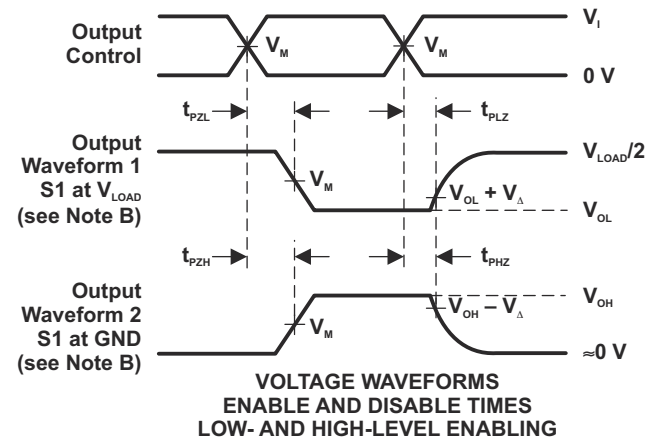 Output
Control
V_M
V_M
V_I
0 V
t_PZL
t_PLZ
Output
Waveform 1
S1 at V_LOAD
(see Note B)
V_M
V_OL + V_Δ
V_LOAD/2
V_OL
t_PZH
t_PHZ
Output
Waveform 2
S1 at GND
(see Note B)
V_M
V_OH – V_Δ
V_OH
≈0 V
VOLTAGE WAVEFORMS
ENABLE AND DISABLE TIMES
LOW- AND HIGH-LEVEL ENABLING